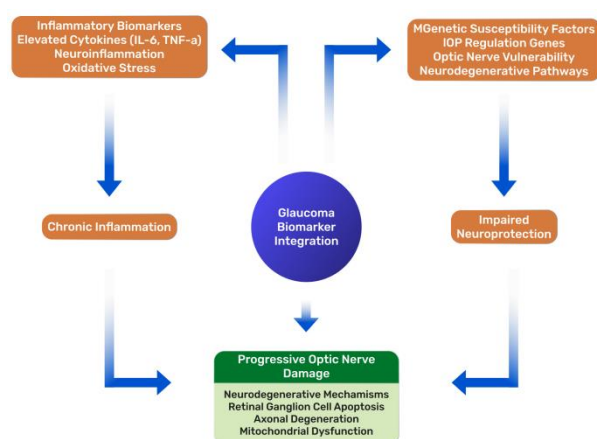 Inflammatory Biomarkers
Elevated Cytokines (IL-6, TNF-a)
Neuroinflammation
Oxidative Stress
MGenetic Susceptibility Factors
IOP Regulation Genes
Optic Nerve Vulnerability
Neurodegenerative Pathways
Glaucoma
Biomarker
Integration
Chronic Inflammation
Impaired
Neuroprotection
Progressive Optic Nerve
Damage
Neurodegenerative Mechanisms
Retinal Ganglion Cell Apoptosis
Axonal Degeneration
Mitochondrial Dysfunction